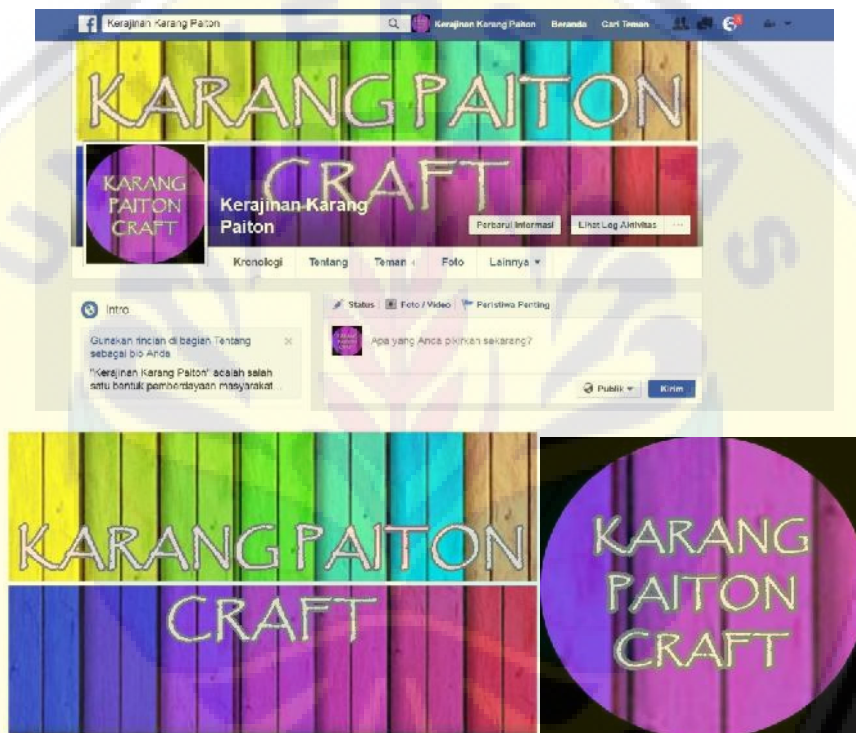 Kerajinan Karang Paiton
Kerajinan Karang Paiton Beranda Cari Teman
KARANG PAITON
CRAFT
KARANG
PAITON
CRAFT
Kerajinan Karang
Paiton
Perbarui Informasi Lihat Log Aktivitas ...
Kronologi Tentang Teman Foto Lainnya
Intro
Gunakan rincian di bagian Tentang
sebagai bio Anda
"Kerajinan Karang Paiton" adalah salah
satu bentuk pemberdayaan masyarakat...
Status Foto / Video Peristiwa Penting
Apa yang Anda pikirkan sekarang?
Publik Kirim
KARANG PAITON
CRAFT
KARANG
PAITON
CRAFT